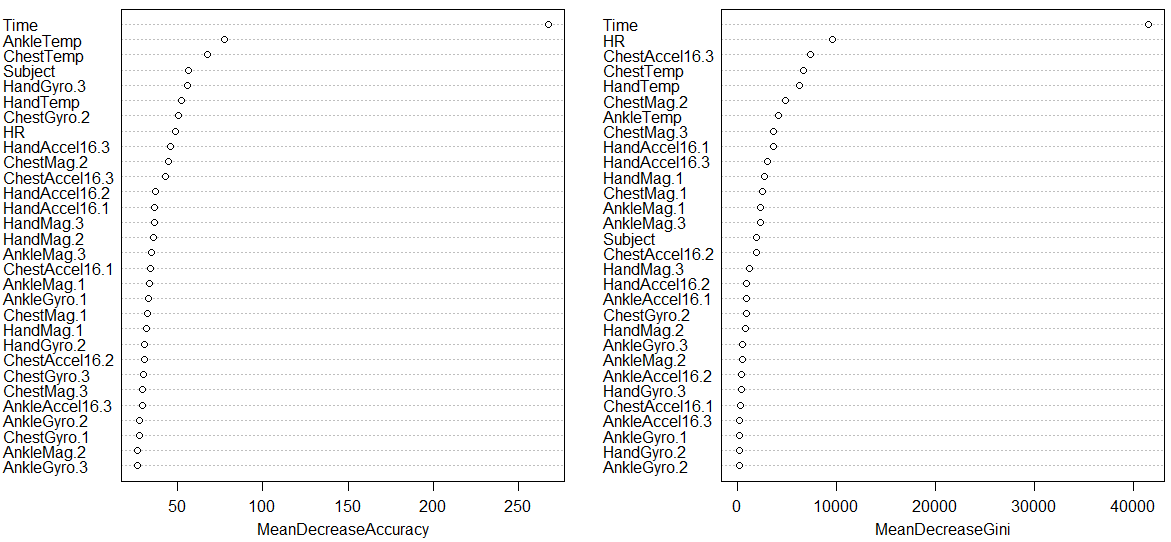 Time
AnkleTemp
ChestTemp
Subject
HandGyro.3
HandTemp
ChestGyro.2
HR
HandAccel16.3
ChestMag.2
ChestAccel16.3
HandAccel16.2
HandAccel16.1
HandMag.3
HandMag.2
AnkleMag.3
ChestAccel16.1
AnkleMag.1
AnkleGyro.1
ChestMag.1
HandMag.1
HandGyro.2
ChestAccel16.2
ChestGyro.3
ChestMag.3
AnkleAccel16.3
AnkleGyro.2
ChestGyro.1
AnkleMag.2
AnkleGyro.3
50 100 150 200 250
MeanDecreaseAccuracy
Time
HR
ChestAccel16.3
ChestTemp
HandTemp
ChestMag.2
AnkleTemp
ChestMag.3
HandAccel16.1
HandAccel16.3
HandMag.1
ChestMag.1
AnkleMag.1
AnkleMag.3
Subject
ChestAccel16.2
HandMag.3
HandAccel16.2
AnkleAccel16.1
ChestGyro.2
HandMag.2
AnkleGyro.3
AnkleMag.2
AnkleAccel16.2
HandGyro.3
ChestAccel16.1
AnkleAccel16.3
AnkleGyro.1
HandGyro.2
AnkleGyro.2
0 10000 20000 30000 40000
MeanDecreaseGini